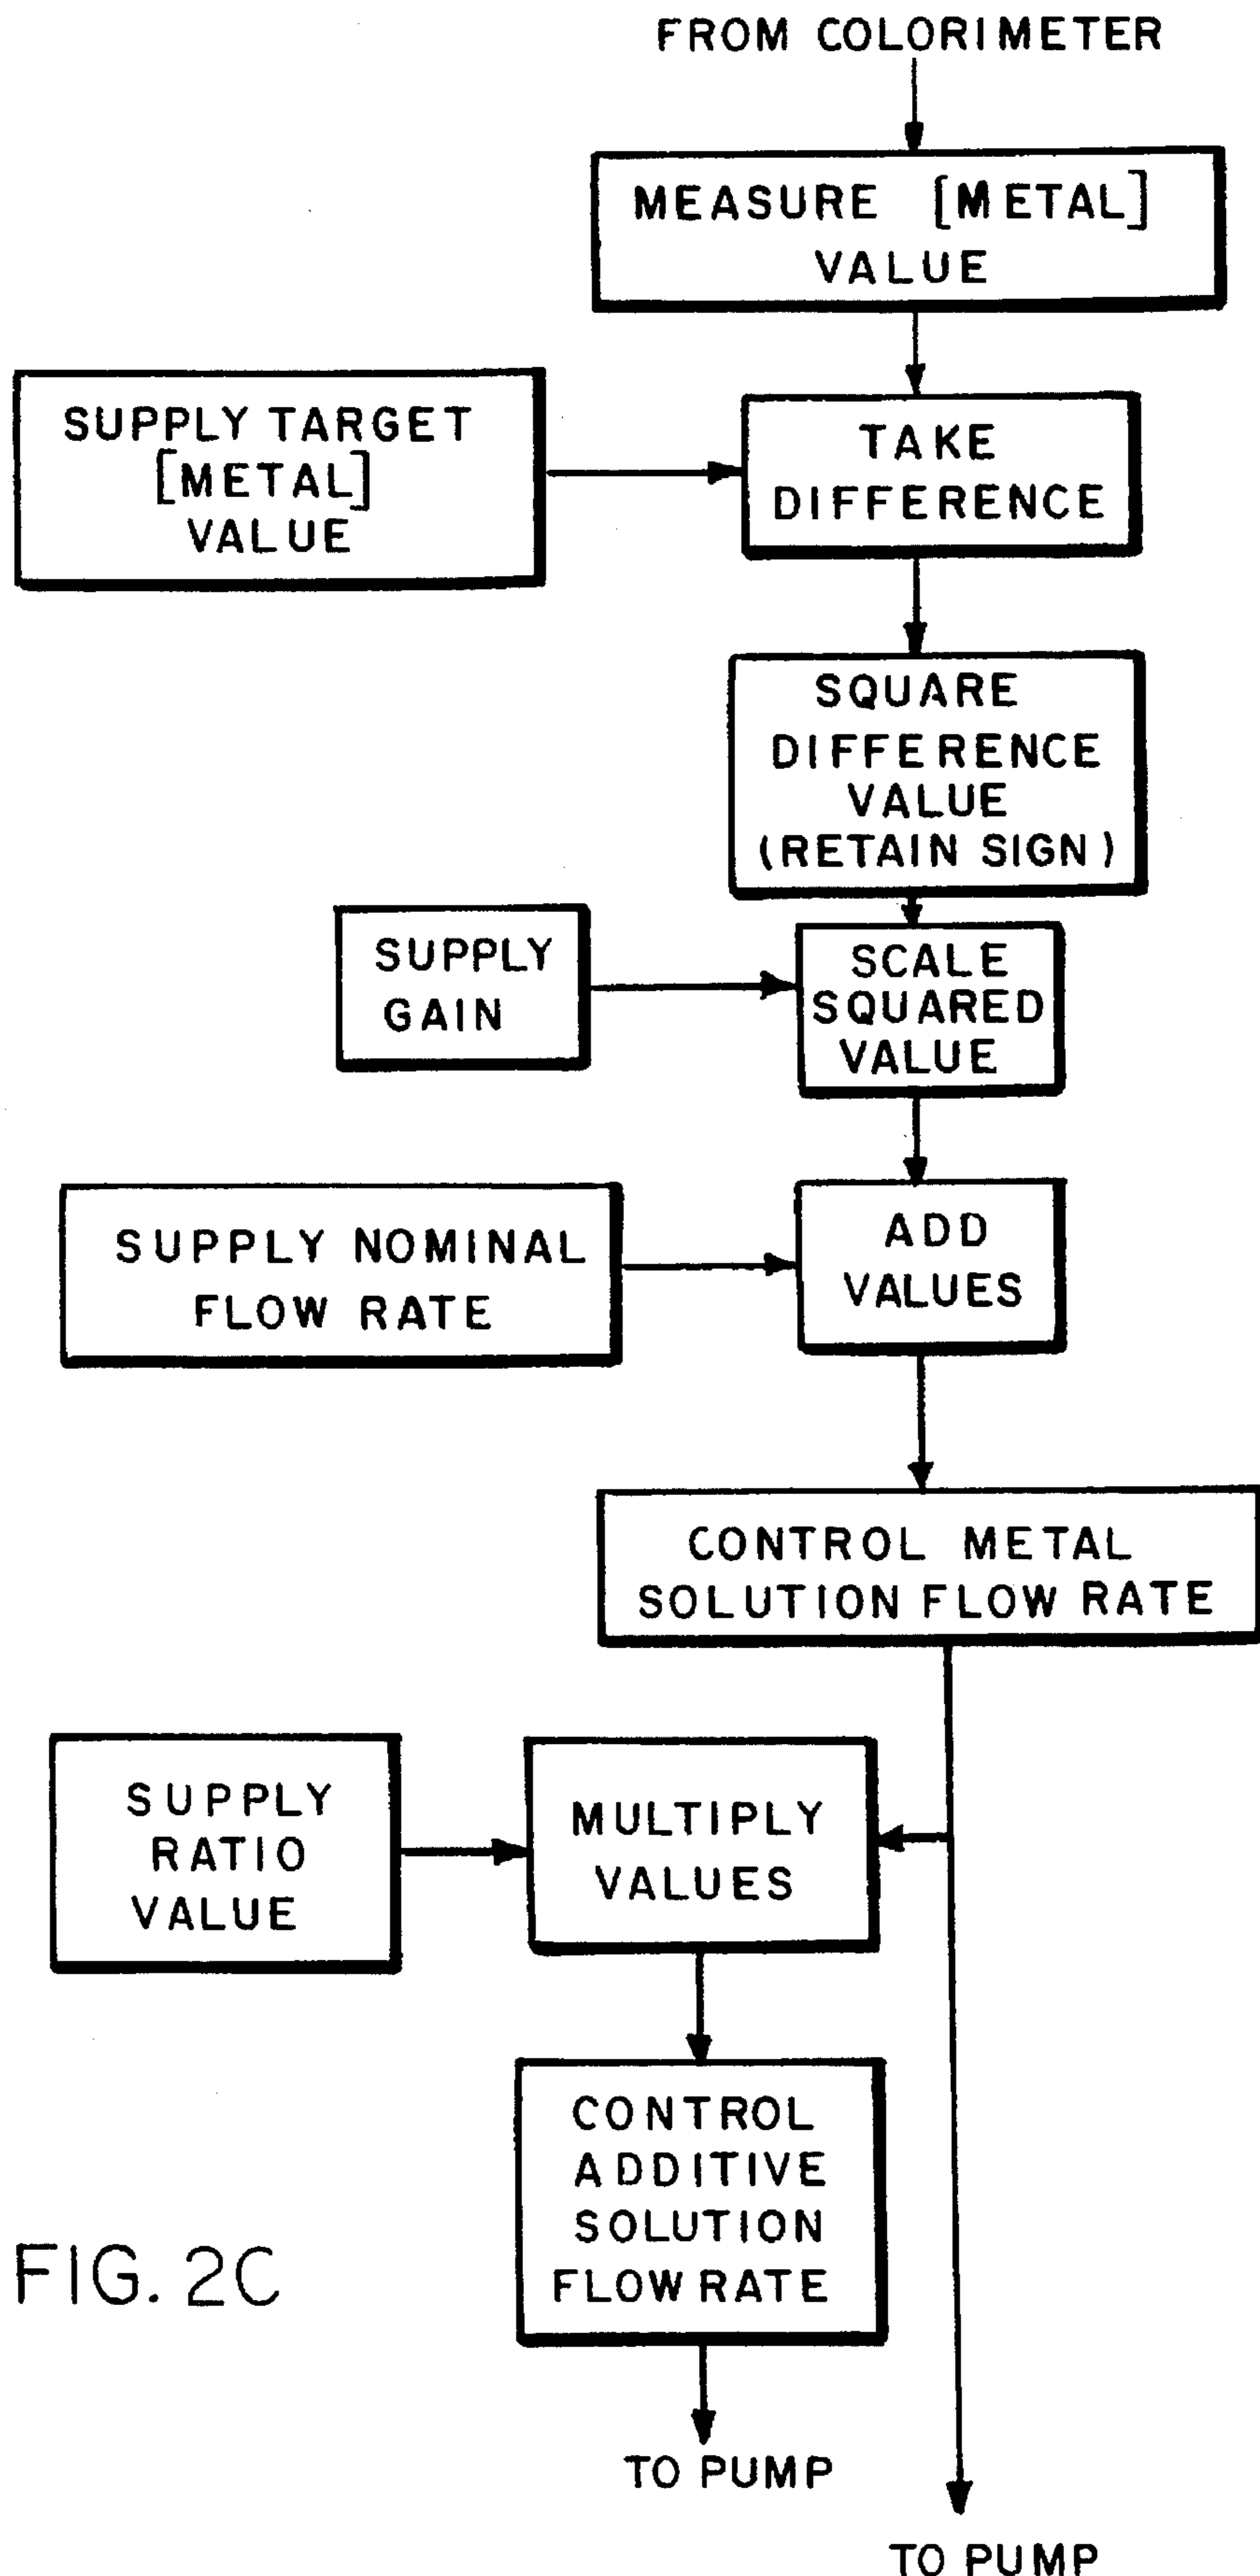 FROM COLORIMETER
MEASURE [METAL]
VALUE
SUPPLY TARGET
[METAL]
VALUE
TAKE
DIFFERENCE
SQUARE
DIFFERENCE
VALUE
(RETAIN SIGN)
SUPPLY
GAIN
SCALE
SQUARED
VALUE
SUPPLY NOMINAL
FLOW RATE
ADD
VALUES
CONTROL METAL
SOLUTION FLOW RATE
SUPPLY
RATIO
VALUE
MULTIPLY
VALUES
CONTROL
ADDITIVE
SOLUTION
FLOW RATE
FIG. 2C
TO PUMP
TO PUMP